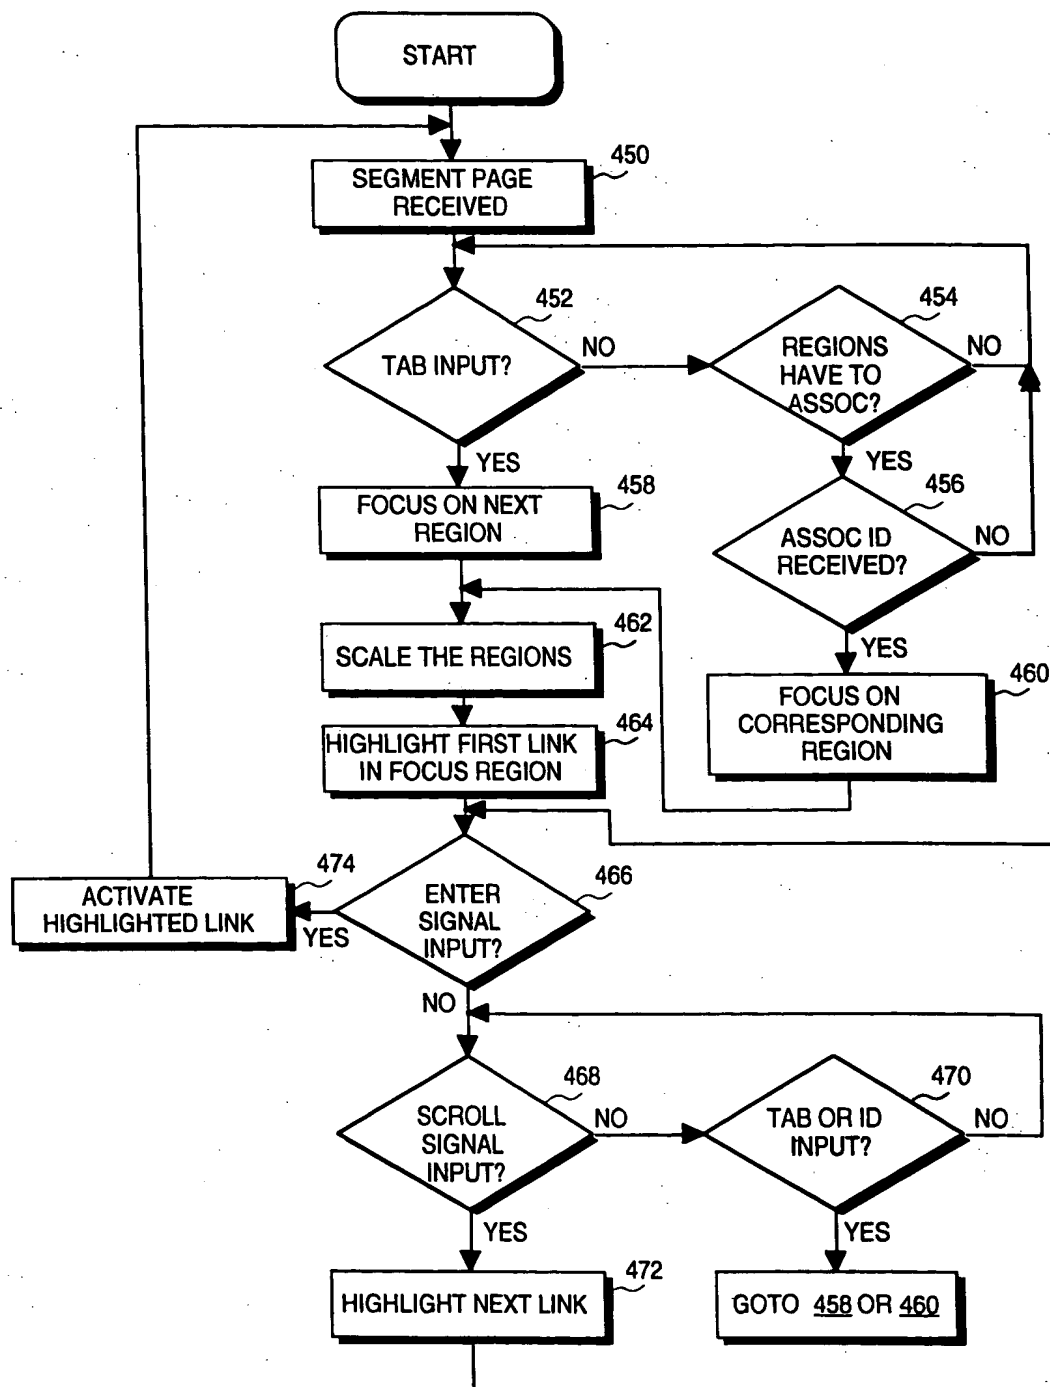 START
450
SEGMENT PAGE
RECEIVED
452
TAB INPUT?
NO
454
REGIONS
HAVE TO
ASSOC?
NO
YES
YES
458
FOCUS ON NEXT
REGION
456
ASSOC ID
RECEIVED?
NO
YES
462
SCALE THE REGIONS
460
FOCUS ON
CORRESPONDING
REGION
464
HIGHLIGHT FIRST LINK
IN FOCUS REGION
474
ACTIVATE
HIGHLIGHTED LINK
YES
466
ENTER
SIGNAL
INPUT?
NO
468
SCROLL
SIGNAL
INPUT?
NO
470
TAB OR ID
INPUT?
NO
YES
YES
472
HIGHLIGHT NEXT LINK
GOTO 458 OR 460